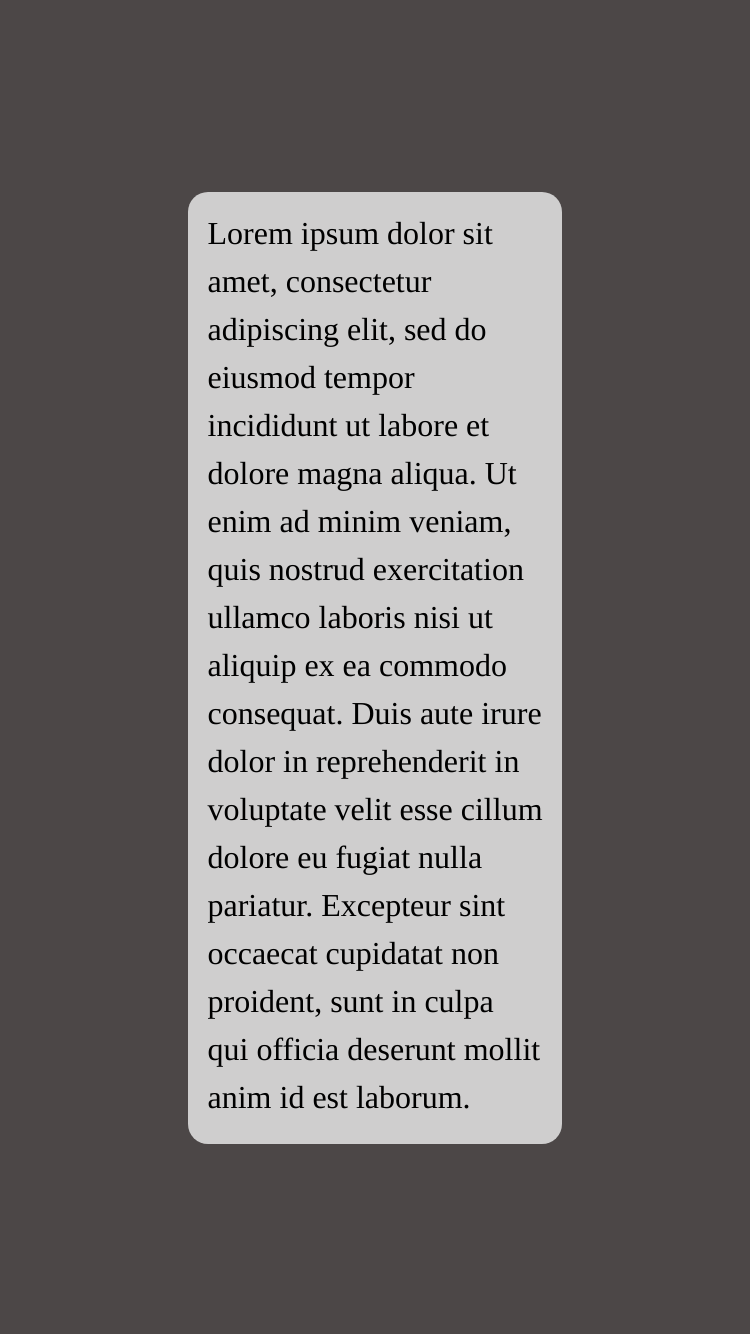 Lorem ipsum dolor sit
amet, consectetur
adipiscing elit, sed do
eiusmod tempor
incididunt ut labore et
dolore magna aliqua. Ut
enim ad minim veniam,
quis nostrud exercitation
ullamco laboris nisi ut
aliquip ex ea commodo
consequat. Duis aute irure
dolor in reprehenderit in
voluptate velit esse cillum
dolore eu fugiat nulla
pariatur. Excepteur sint
occaecat cupidatat non
proident, sunt in culpa
qui officia deserunt mollit
anim id est laborum.